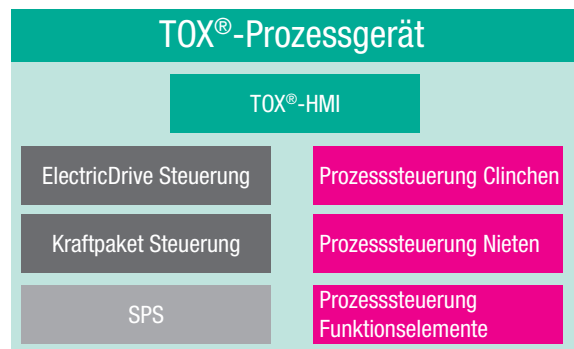 TOX®-Prozessgerät
TOX®-HMI
ElectricDrive Steuerung
Prozesssteuerung Clinchen
Kraftpaket Steuerung
Prozesssteuerung Nieten
SPS
Prozesssteuerung
Funktionselemente